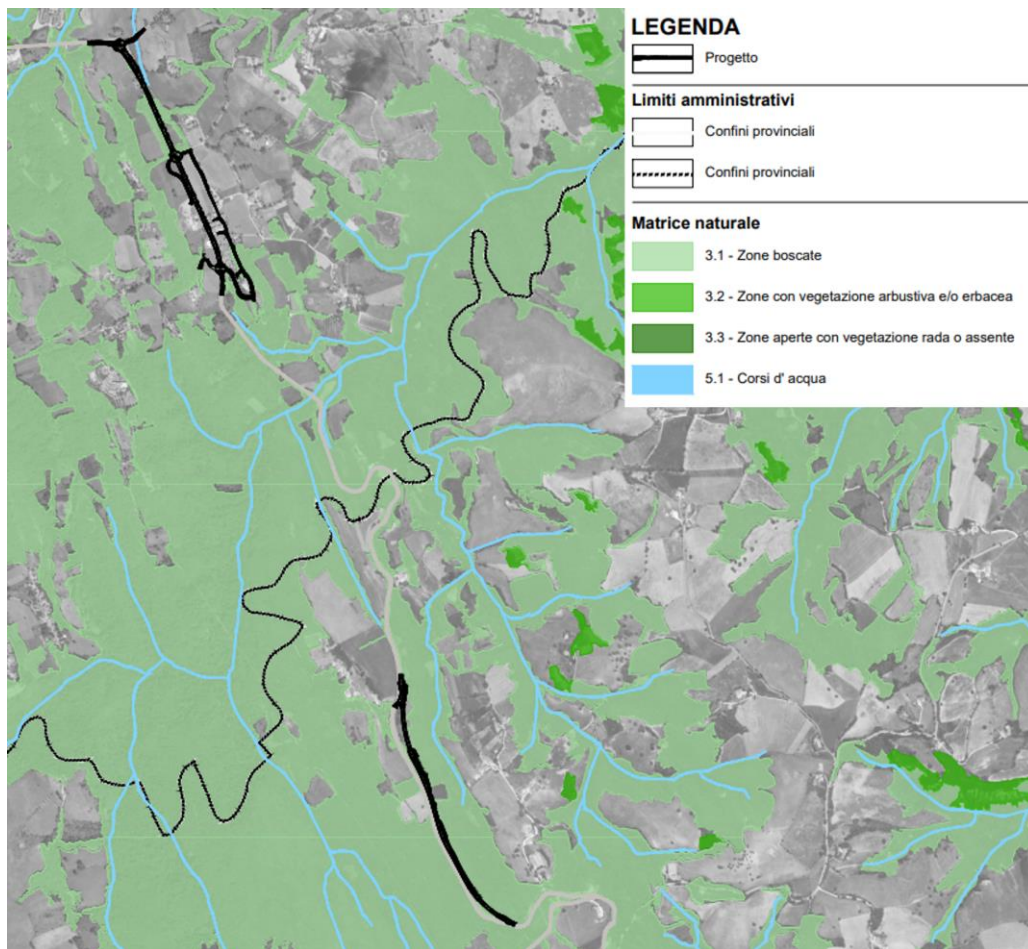 LEGENDA
Progetto
Limiti amministrativi
Confini provinciali
Confini provinciali
Matrice naturale
3.1 - Zone boscate
3.2 - Zone con vegetazione arbustiva e/o erbacea
3.3 - Zone aperte con vegetazione rada o assente
5.1 - Corsi d' acqua